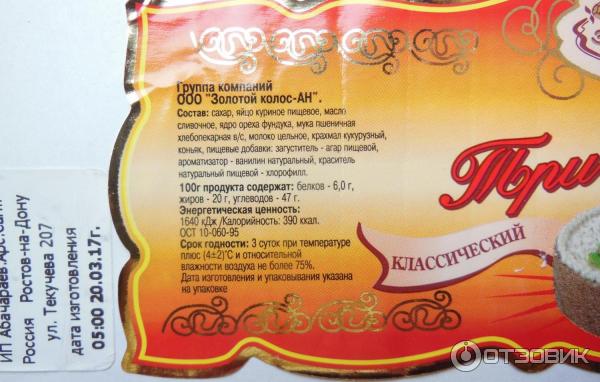 Группа компаний
ООО "Золотой колос-АН".
Состав: сахар, яйцо куриное пищевое, масло
сливочное, ядро ореха фундука, мука пшеничная
хлебопекарная в/с, молоко цельное, крахмал кукурузный,
коньяк, пищевые добавки: загуститель - агар пищевой,
ароматизатор - ванилин натуральный, краситель
натуральный пищевой - хлорофилл.
100г продукта содержат: белков - 6,0 г,
жиров - 20 г, углеводов - 47 г.
Энергетическая ценность:
1640 кДж /Калорийность: 390 ккал.
ОСТ 10-060-95
Срок годности: 3 суток при температуре
плюс (4±2)°С и относительной
влажности воздуха не более 75%.
Дата изготовления и упаковывания указана
на упаковке
Три
КЛАССИЧЕСКИЙ
ИП Абачараев
Россия Ростов-на-Дону
ул. Текучева 207
дата изготовления
05:00 20.03.17г.
ОТЗОВИК